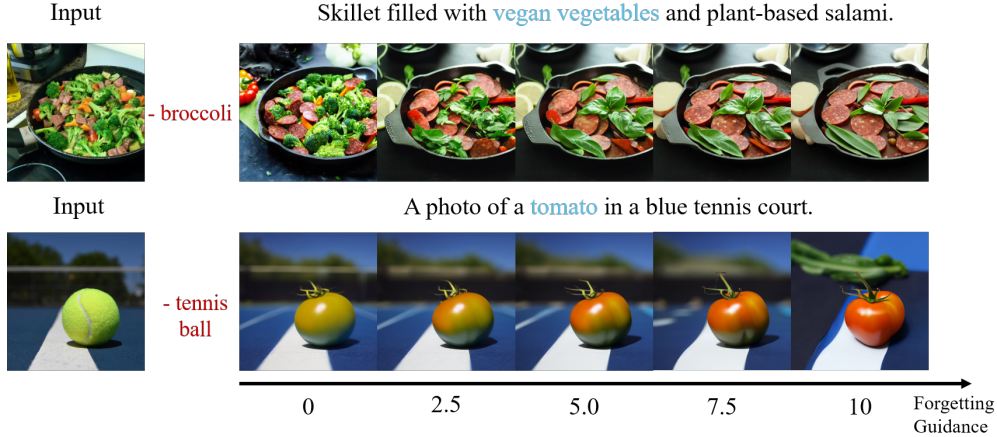 Skillet filled with vegan vegetables and plant-based salami.
Input
- broccoli
Input
A photo of a tomato in a blue tennis court.
- tennis
ball
0
2.5
5.0
7.5
10
Forgetting
Guidance